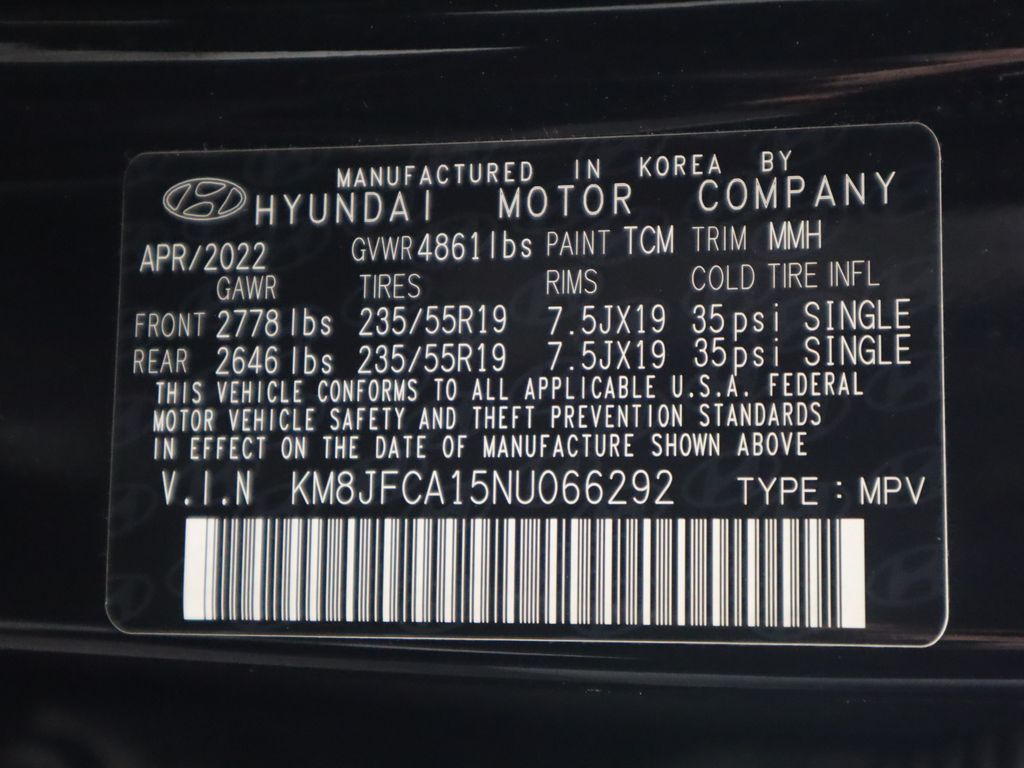 MANUFACTURED IN KOREA BY
HYUNDAI MOTOR COMPANY
APR/2022 GVWR 4861 lbs PAINT TCM TRIM MMH
GAWR TIRES RIMS COLD TIRE INFL
FRONT 2778 lbs 235/55R19 7.5JX19 35psi SINGLE
REAR 2646 lbs 235/55R19 7.5JX19 35psi SINGLE
THIS VEHICLE CONFORMS TO ALL APPLICABLE U.S.A. FEDERAL
MOTOR VEHICLE SAFETY AND THEFT PREVENTION STANDARDS
IN EFFECT ON THE DATE OF MANUFACTURE SHOWN ABOVE
V.I.N KM8JFCA15NU066292 TYPE : MPV